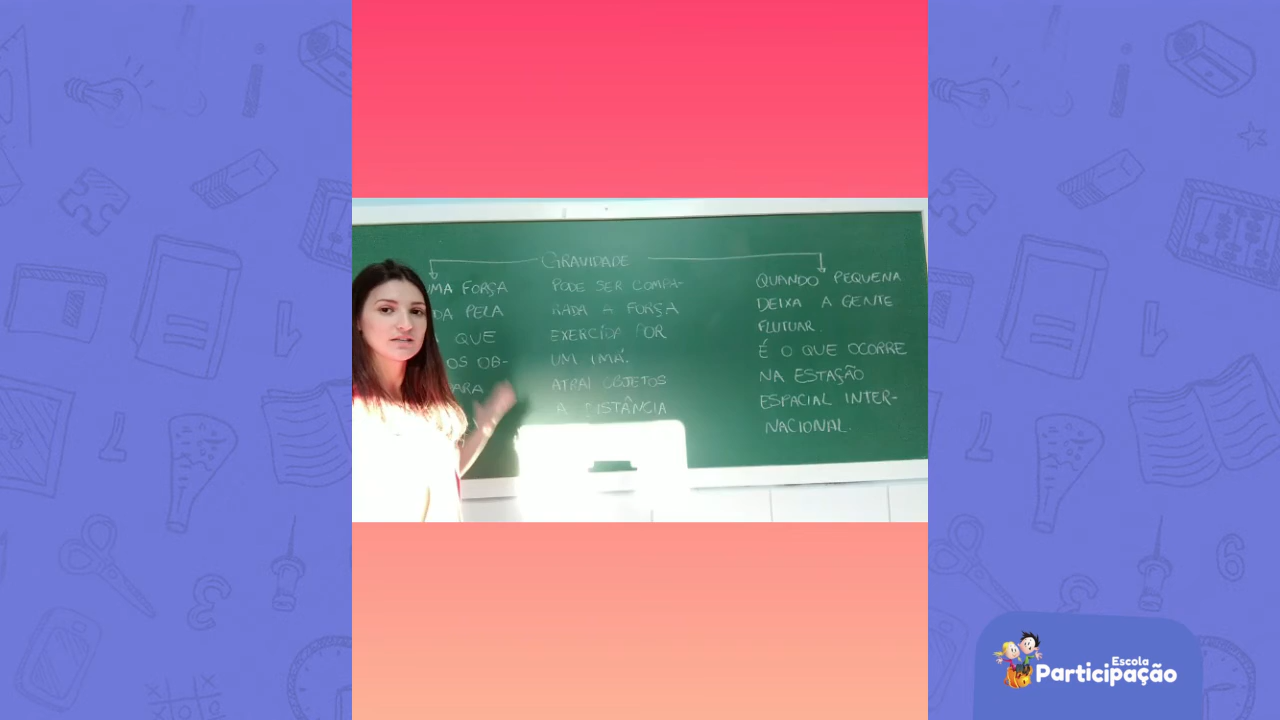 GRAVIDADE
UMA FORÇA
DA PELA
QUE
OS OB-
ARA
PODE SER COMPA-
RADA A FORÇA
EXERCIDA POR
UM IMÃ.
ATRAI OBJETOS
A DISTÂNCIA
QUANDO PEQUENA
DEIXA A GENTE
FLUTUAR.
É O QUE OCORRE
NA ESTAÇÃO
ESPACIAL INTER-
NACIONAL.
Escola
Participação